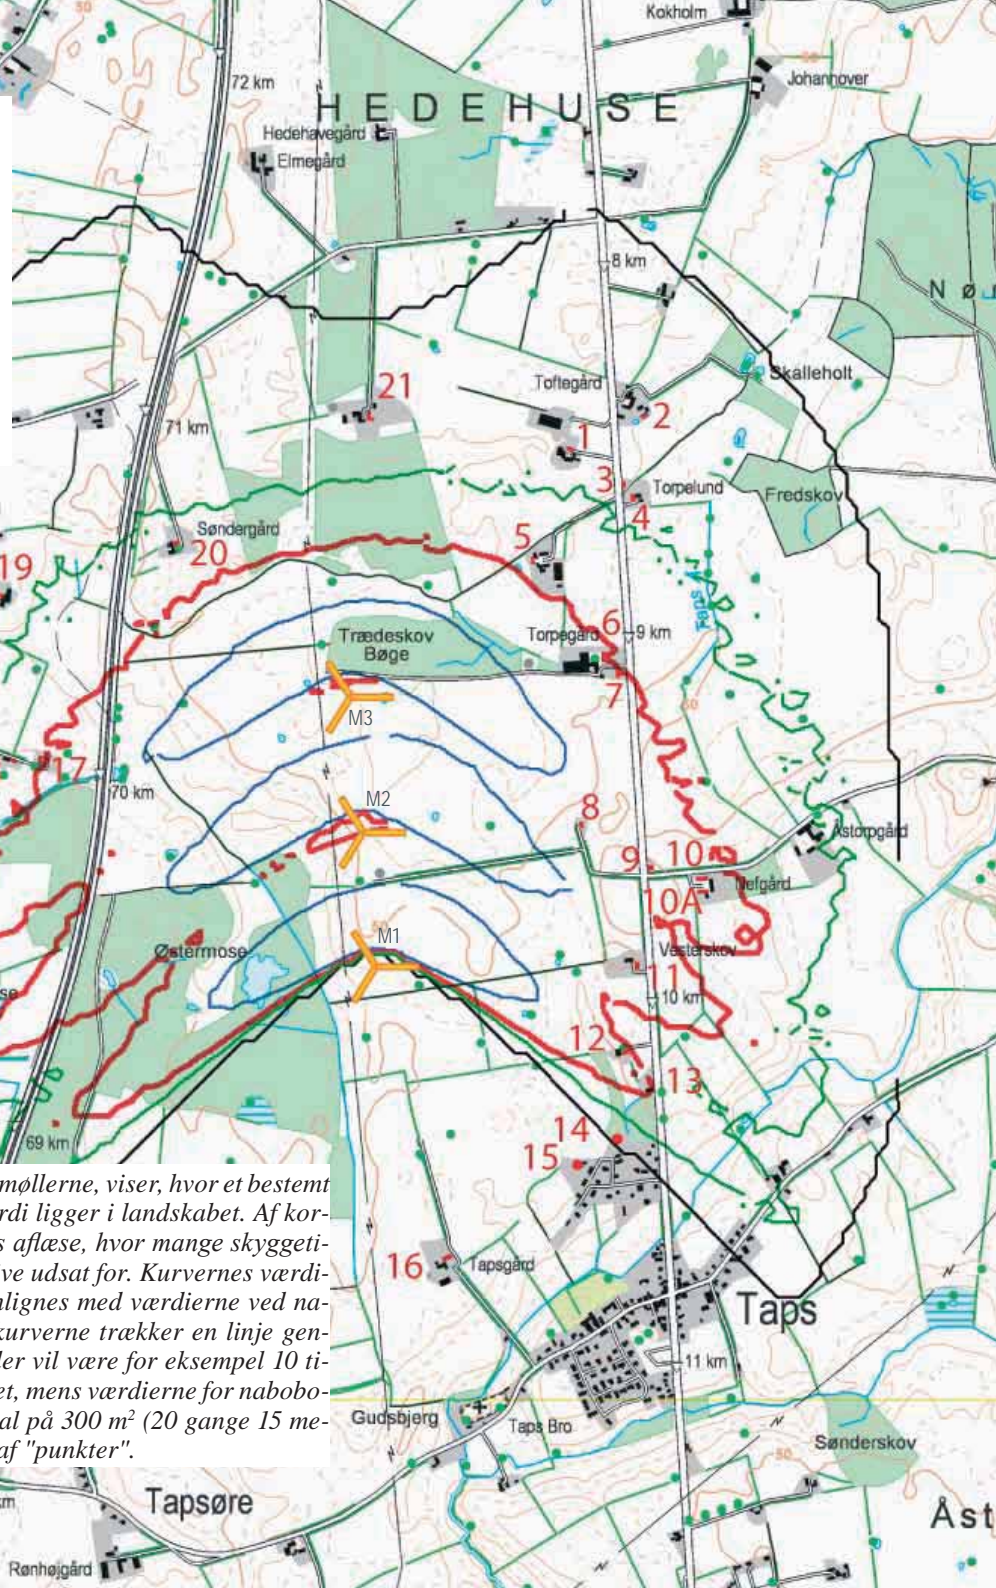 Kokholm
72 km
Johannover
HEDEHUSE
Hedehavegård
Elmegård
8 km
Toftegård
Skalleholt
21
2
71 km
1
3
Torpelund
Fredskov
4
Søndergård
5
20
19
6
Trædeskov
Bøge
Torpegård
9 km
7
M3
17
70 km
M2
8
Åstorpgård
9
10
Nefgård
10A
M1
Østermose
Vesterskov
11
10 km
12
13
14
69 km
15
møllerne, viser, hvor et bestemt
rdi ligger i landskabet. Af kor-
s aflæse, hvor mange skyggeti-
ive udsat for. Kurvernes værdi-
nlignes med værdierne ved na-
kurverne trækker en linje gen-
ler vil være for eksempel 10 ti-
et, mens værdierne for nabobo-
al på 300 m² (20 gange 15 me-
af "punkter".
16
Tapsgård
Taps
11 km
Gudsbjerg
Taps Bro
Sønderskov
Tapsøre
Åst
Rønhøjgård